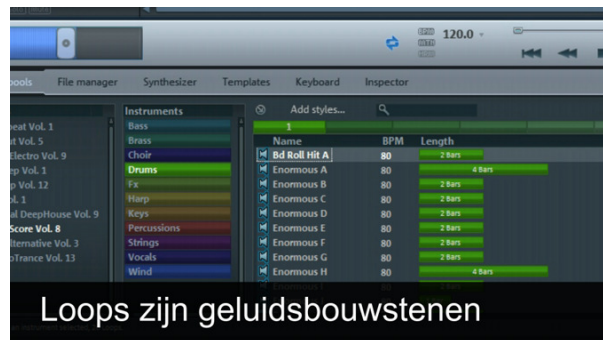 120.0
ools File manager Synthesizer Templates Keyboard Inspector
Instruments Add styles...
eat Vol. 1 Bass 1
t Vol. 5 Brass Name BPM Length
Electro Vol. 9 Choir Bd Roll Hit A 80 2 Bars
p Vol. 1 Drums Enormous A 80 4 Bars
p Vol. 12 Fx Enormous B 80 2 Bars
l. 1 Harp Enormous C 80 2 Bars
al DeepHouse Vol. 9 Keys Enormous D 80 2 Bars
Score Vol. 8 Percussions Enormous E 80 2 Bars
lternative Vol. 3 Strings Enormous F 80 2 Bars
oTrance Vol. 13 Vocals Enormous G 80 2 Bars
Wind Enormous H 80 4 Bars
Loops zijn geluidsbouwstenen